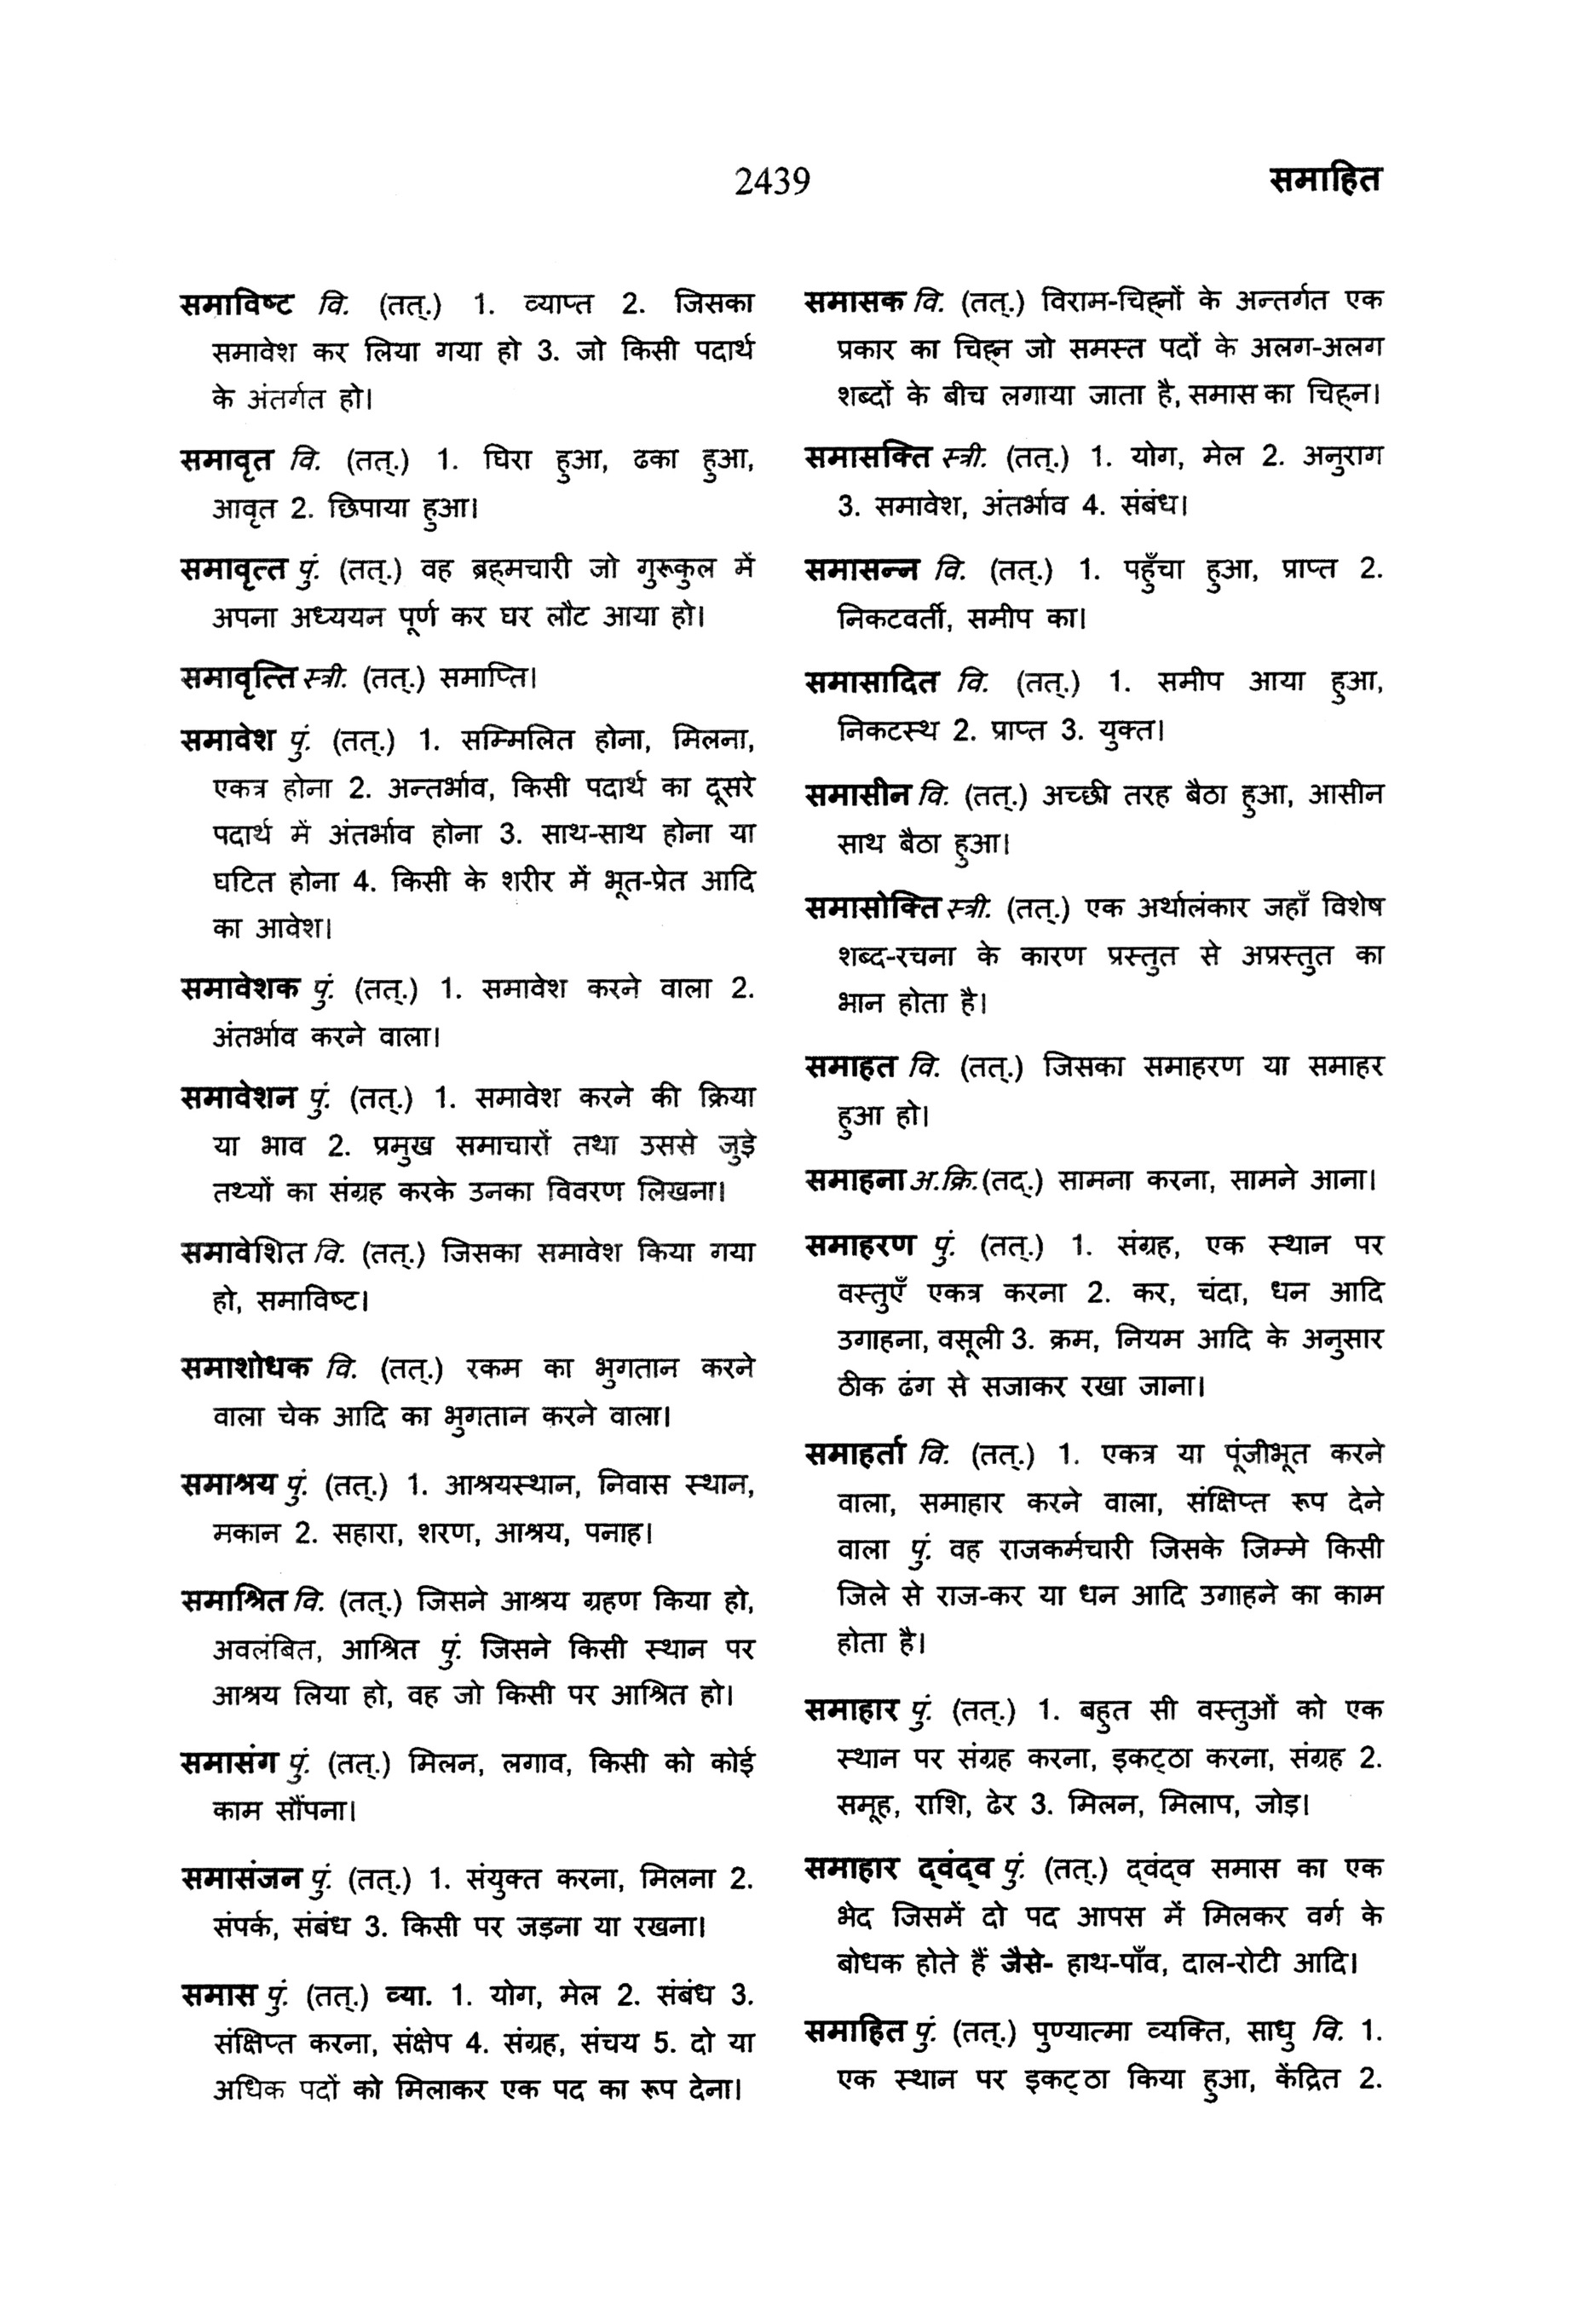 2439
समाहित
समाविष्ट वि. (तत्.) 1. व्याप्त 2. जिसका
समावेश कर लिया गया हो 3. जो किसी पदार्थ
के अंतर्गत हो।
समावृत वि. (तत्.) 1. घिरा हुआ, ढका हुआ,
आवृत 2. छिपाया हुआ।
समावृत्त पुं. (तत्.) वह ब्रह्मचारी जो गुरूकुल में
अपना अध्ययन पूर्ण कर घर लौट आया हो।
समावृत्ति स्त्री. (तत्.) समाप्ति।
समावेश पुं. (तत्.) 1. सम्मिलित होना, मिलना,
एकत्र होना 2. अन्तर्भाव, किसी पदार्थ का दूसरे
पदार्थ में अंतर्भाव होना 3. साथ-साथ होना या
घटित होना 4. किसी के शरीर में भूत-प्रेत आदि
का आवेश।
समावेशक पुं. (तत्.) 1. समावेश करने वाला 2.
अंतर्भाव करने वाला।
समावेशन पुं. (तत्.) 1. समावेश करने की क्रिया
या भाव 2. प्रमुख समाचारों तथा उससे जुड़े
तथ्यों का संग्रह करके उनका विवरण लिखना।
समावेशित वि. (तत्.) जिसका समावेश किया गया
हो, समाविष्ट।
समाशोधक वि. (तत्.) रकम का भुगतान करने
वाला चेक आदि का भुगतान करने वाला।
समाश्रय पुं. (तत्.) 1. आश्रयस्थान, निवास स्थान,
मकान 2. सहारा, शरण, आश्रय, पनाह।
समाश्रित वि. (तत्.) जिसने आश्रय ग्रहण किया हो,
अवलंबित, आश्रित पुं. जिसने किसी स्थान पर
आश्रय लिया हो, वह जो किसी पर आश्रित हो।
समासंग पुं. (तत्.) मिलन, लगाव, किसी को कोई
काम सौंपना।
समासंजन पुं. (तत्.) 1. संयुक्त करना, मिलना 2.
संपर्क, संबंध 3. किसी पर जड़ना या रखना।
समास पुं. (तत्.) व्या. 1. योग, मेल 2. संबंध 3.
संक्षिप्त करना, संक्षेप 4. संग्रह, संचय 5. दो या
अधिक पदों को मिलाकर एक पद का रूप देना।
समासक वि. (तत्.) विराम-चिह्नों के अन्तर्गत एक
प्रकार का चिह्न जो समस्त पदों के अलग-अलग
शब्दों के बीच लगाया जाता है, समास का चिह्न।
समासक्ति स्त्री. (तत्.) 1. योग, मेल 2. अनुराग
3. समावेश, अंतर्भाव 4. संबंध।
समासन्न वि. (तत्.) 1. पहुँचा हुआ, प्राप्त 2.
निकटवर्ती, समीप का।
समासादित वि. (तत्.) 1. समीप आया हुआ,
निकटस्थ 2. प्राप्त 3. युक्त।
समासीन वि. (तत्.) अच्छी तरह बैठा हुआ, आसीन
साथ बैठा हुआ।
समासोक्ति स्त्री. (तत्.) एक अर्थालंकार जहाँ विशेष
शब्द-रचना के कारण प्रस्तुत से अप्रस्तुत का
भान होता है।
समाहत वि. (तत्.) जिसका समाहरण या समाहर
हुआ हो।
समाहना अ.क्रि. (तद्.) सामना करना, सामने आना।
समाहरण पुं. (तत्.) 1. संग्रह, एक स्थान पर
वस्तुएँ एकत्र करना 2. कर, चंदा, धन आदि
उगाहना, वसूली 3. क्रम, नियम आदि के अनुसार
ठीक ढंग से सजाकर रखा जाना।
समाहर्ता वि. (तत्.) 1. एकत्र या पूंजीभूत करने
वाला, समाहार करने वाला, संक्षिप्त रूप देने
वाला पुं. वह राजकर्मचारी जिसके जिम्मे किसी
जिले से राज-कर या धन आदि उगाहने का काम
होता है।
समाहार पुं. (तत्.) 1. बहुत सी वस्तुओं को एक
स्थान पर संग्रह करना, इकट्ठा करना, संग्रह 2.
समूह, राशि, ढेर 3. मिलन, मिलाप, जोड़।
समाहार द्वंद्व पुं. (तत्.) द्वंद्व समास का एक
भेद जिसमें दो पद आपस में मिलकर वर्ग के
बोधक होते हैं जैसे- हाथ-पाँव, दाल-रोटी आदि।
समाहित पुं. (तत्.) पुण्यात्मा व्यक्ति, साधु वि. 1.
एक स्थान पर इकट्ठा किया हुआ, केंद्रित 2.